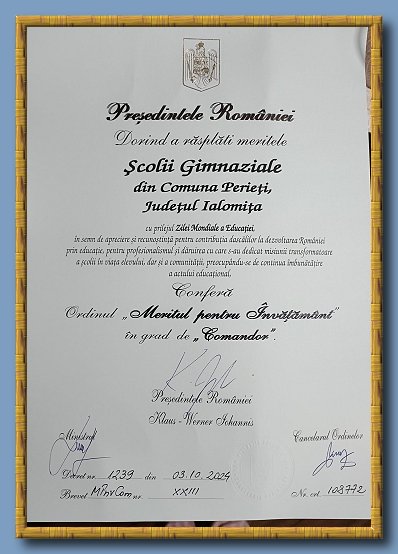 Președintele României
Dorind a răsplăti meritele
Școlii Gimnaziale
din Comuna Perieți,
Județul Ialomița
cu prilejul Zilei Mondiale a Educației,
în semn de apreciere și recunoștință pentru contribuția dascălilor la dezvoltarea României
prin educație, pentru profesionalismul și dăruirea cu care s-au dedicat misiunii transformatoare
a școlii în viața elevului, dar și a comunității, preocupându-se de continua îmbunătățire
a actului educațional,
Conferă
Ordinul „Meritul pentru Învățământ”
în grad de „Comandor”.
Președintele României
Klaus - Werner Iohannis
Ministrul
Cancelarul Ordinelor
Decret nr. 1239 din 03.10.2024
Brevet MPnvCom nr. XXIII
Nr. crt. 108772